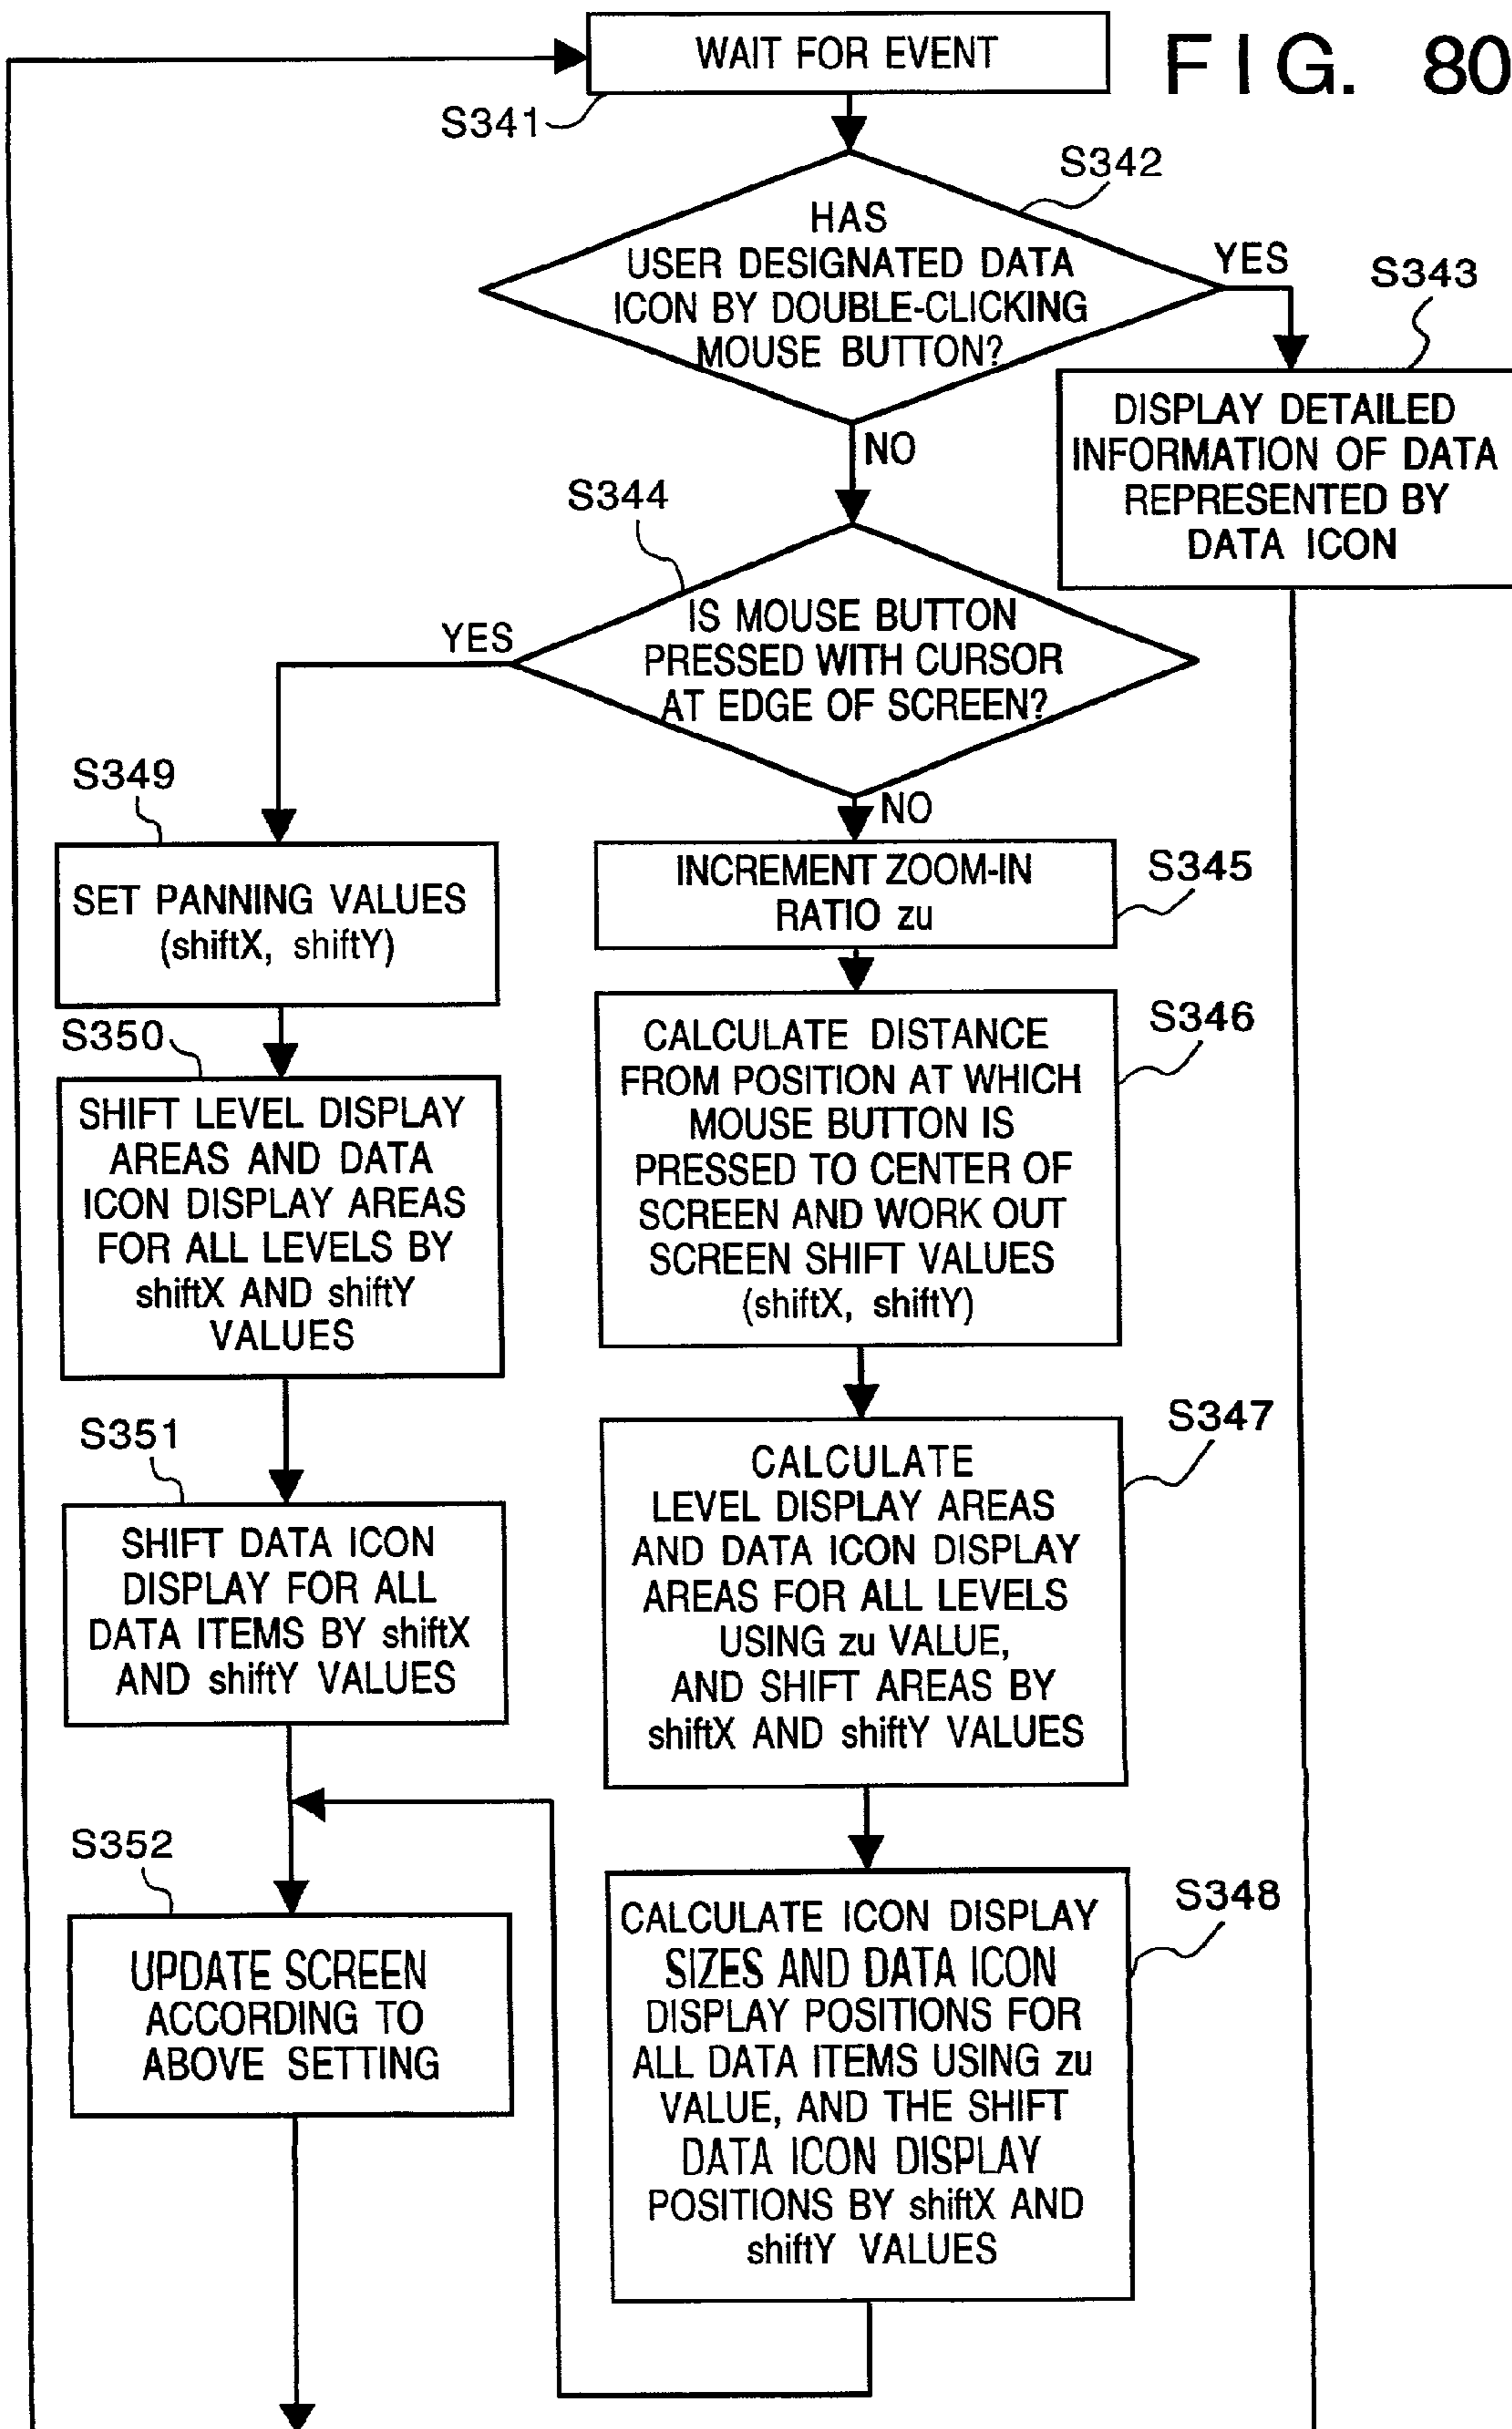 WAIT FOR EVENT
FIG. 80
S341
S342
HAS
USER DESIGNATED DATA
ICON BY DOUBLE-CLICKING
MOUSE BUTTON?
YES
S343
DISPLAY DETAILED
INFORMATION OF DATA
REPRESENTED BY
DATA ICON
NO
S344
IS MOUSE BUTTON
PRESSED WITH CURSOR
AT EDGE OF SCREEN?
YES
S349
NO
SET PANNING VALUES
(shiftX, shiftY)
INCREMENT ZOOM-IN
RATIO zu
S345
S350
SHIFT LEVEL DISPLAY
AREAS AND DATA
ICON DISPLAY AREAS
FOR ALL LEVELS BY
shiftX AND shiftY
VALUES
CALCULATE DISTANCE
FROM POSITION AT WHICH
MOUSE BUTTON IS
PRESSED TO CENTER OF
SCREEN AND WORK OUT
SCREEN SHIFT VALUES
(shiftX, shiftY)
S346
S351
SHIFT DATA ICON
DISPLAY FOR ALL
DATA ITEMS BY shiftX
AND shiftY VALUES
CALCULATE
LEVEL DISPLAY AREAS
AND DATA ICON DISPLAY
AREAS FOR ALL LEVELS
USING zu VALUE,
AND SHIFT AREAS BY
shiftX AND shiftY VALUES
S347
S352
UPDATE SCREEN
ACCORDING TO
ABOVE SETTING
CALCULATE ICON DISPLAY
SIZES AND DATA ICON
DISPLAY POSITIONS FOR
ALL DATA ITEMS USING zu
VALUE, AND THE SHIFT
DATA ICON DISPLAY
POSITIONS BY shiftX AND
shiftY VALUES
S348